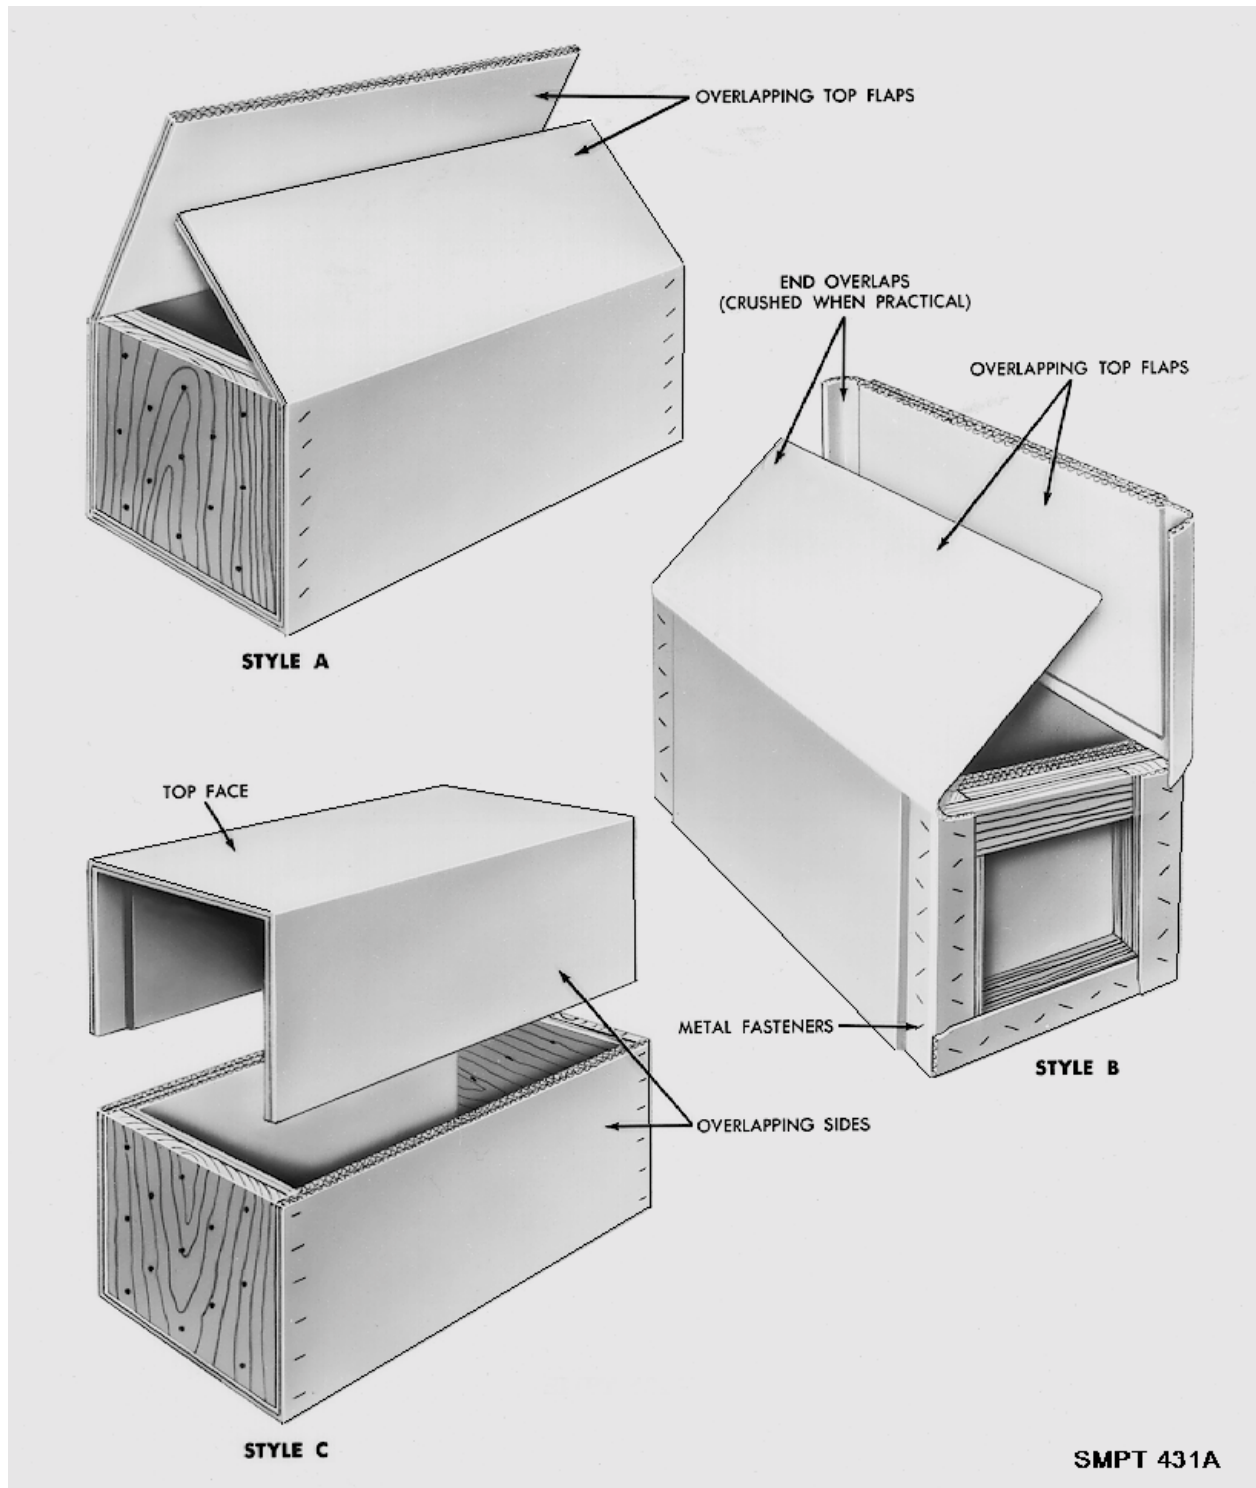 OVERLAPPING TOP FLAPS
STYLE A
END OVERLAPS
(CRUSHED WHEN PRACTICAL)
OVERLAPPING TOP FLAPS
METAL FASTENERS
STYLE B
TOP FACE
OVERLAPPING SIDES
STYLE C
SMPT 431A